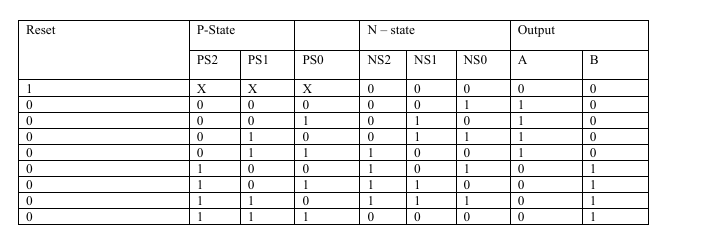 Reset P-State N – state Output
PS2 PS1 PS0 NS2 NS1 NS0 A B
1 X X X 0 0 0 0 0
0 0 0 0 0 0 1 1 0
0 0 0 1 0 1 0 1 0
0 0 1 0 0 1 1 1 0
0 0 1 1 1 0 0 1 0
0 1 0 0 1 0 1 0 1
0 1 0 1 1 1 0 0 1
0 1 1 0 1 1 1 0 1
0 1 1 1 0 0 0 0 1